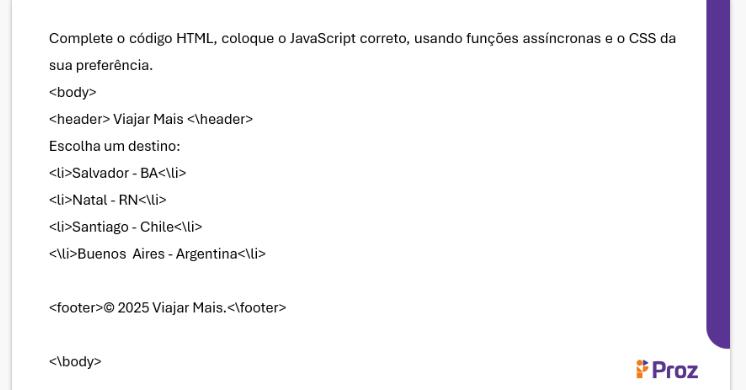 Complete o código HTML, coloque o JavaScript correto, usando funções assíncronas e o CSS da
sua preferência.
<body>
<header> Viajar Mais <\header>
Escolha um destino:
<li>Salvador - BA<\li>
<li>Natal - RN<\li>
<li>Santiago - Chile<\li>
<\li>Buenos  Aires - Argentina<\li>
<footer>© 2025 Viajar Mais.<\footer>
<\body>
Proz